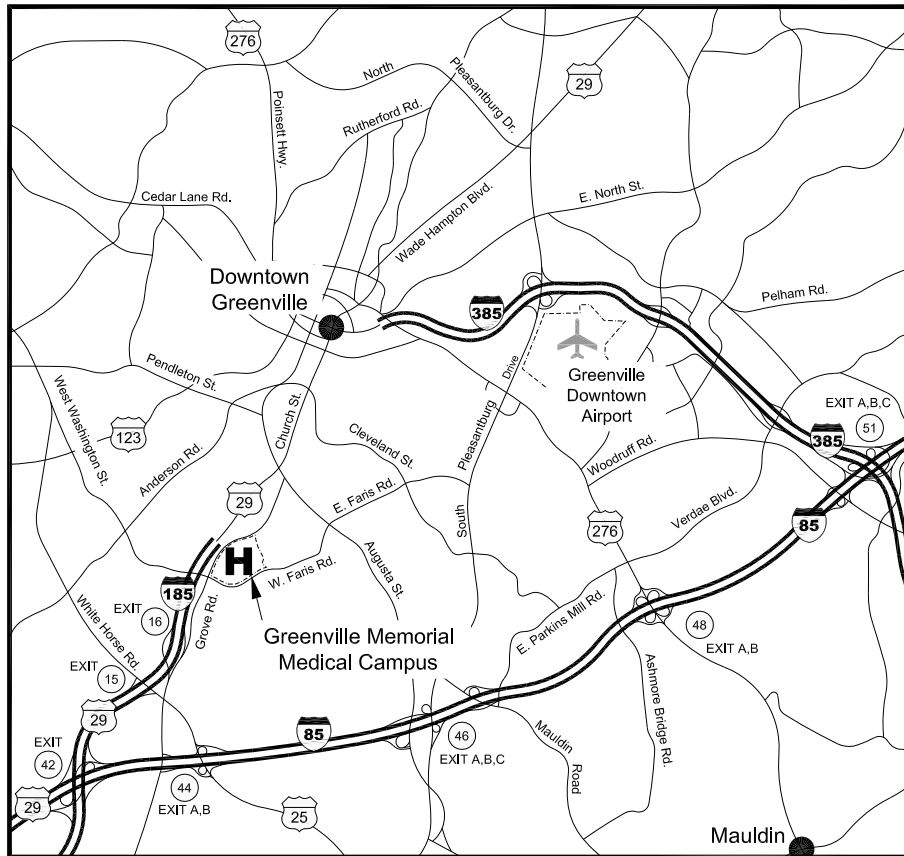 276
North
Pleasantburg Dr.
29
Poinsett Hwy.
Rutherford Rd.
Cedar Lane Rd.
E. North St.
Wade Hampton Blvd.
Downtown
Greenville
385
Pelham Rd.
Pendleton St.
Drive
Greenville
Downtown
Airport
EXIT A,B,C
51
West Washington St.
123
Church St.
Cleveland St.
Pleasantburg
385
Anderson Rd.
Woodruff Rd.
29
E. Faris Rd.
South
276
Verdae Blvd.
85
H
W. Faris Rd.
Augusta St.
185
EXIT
16
Grove Rd.
E. Parkins Mill Rd.
48
EXIT A,B
White Horse Rd.
Greenville Memorial
Medical Campus
EXIT
15
Ashmore Bridge Rd.
29
85
46
EXIT A,B,C
Mauldin
Road
EXIT
42
44
EXIT A,B
29
25
Mauldin